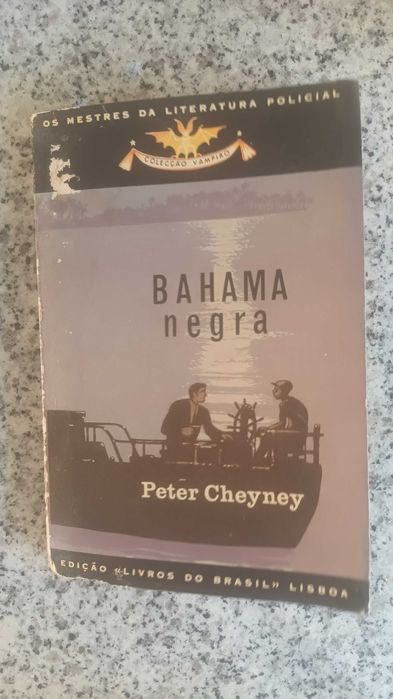 OS MESTRES DA LITERATURA POLICIAL
COLECÇÃO VAMPIRO
BAHAMA
negra
Peter Cheyney
EDIÇÃO «LIVROS DO BRASIL» LISBOA